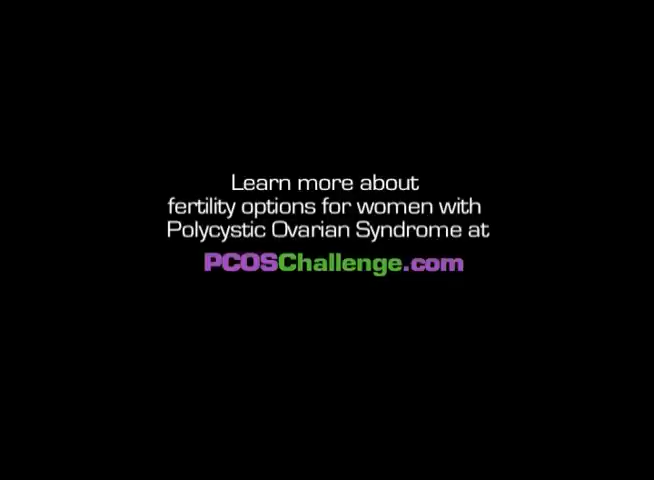 Learn more about
fertility options for women with
Polycystic Ovarian Syndrome at
PCOSChallenge.com